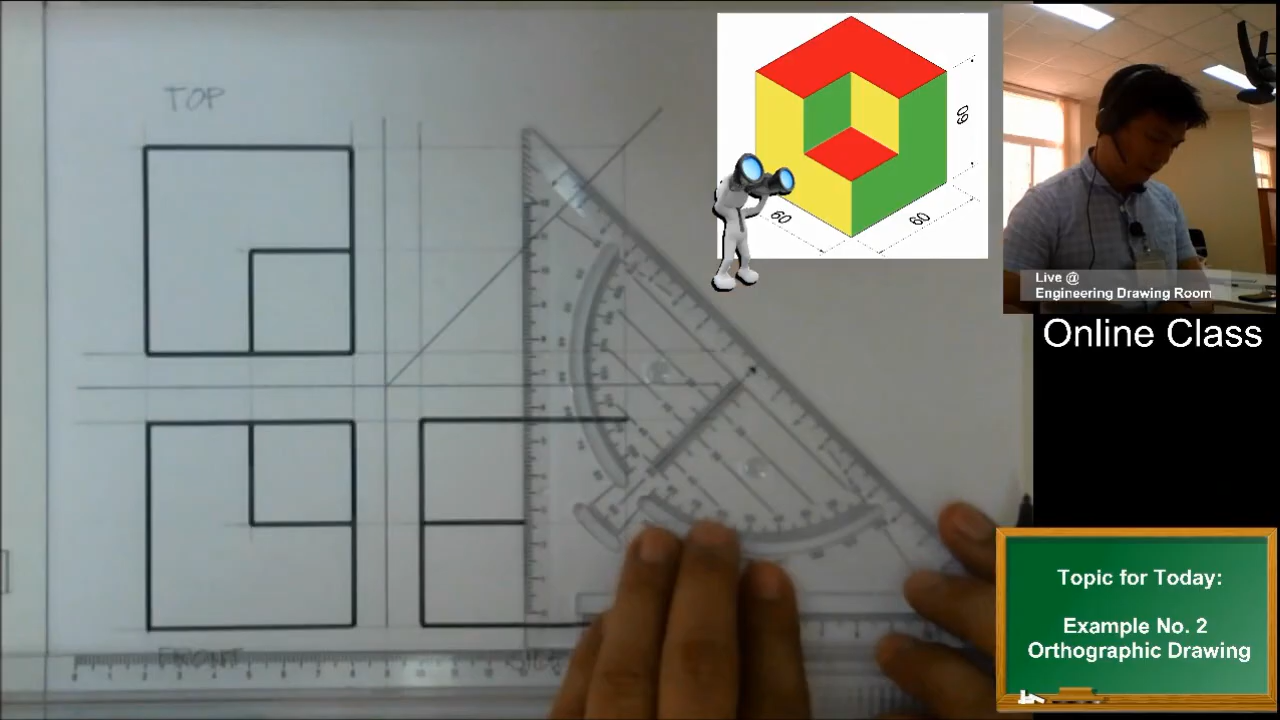 TOP
FRONT
60
60
60
Live @
Engineering Drawing Room
Online Class
Topic for Today:
Example No. 2
Orthographic Drawing